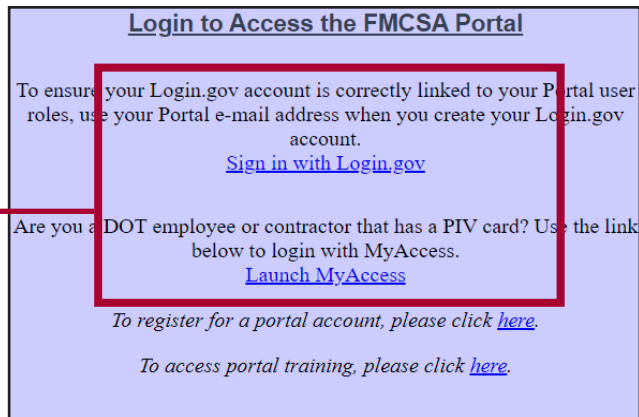 Login to Access the FMCSA Portal
To ensure your Login.gov account is correctly linked to your Portal user
roles, use your Portal e-mail address when you create your Login.gov
account.
Sign in with Login.gov
Are you a DOT employee or contractor that has a PIV card? Use the link
below to login with MyAccess.
Launch MyAccess
To register for a portal account, please click here.
To access portal training, please click here.